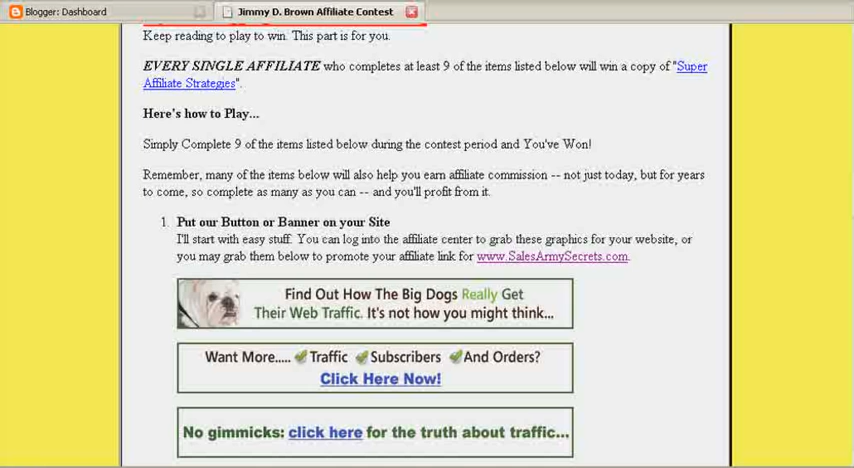 Blogger: Dashboard
Jimmy D. Brown Affiliate Contest
Keep reading to play to win. This part is for you.
EVERY SINGLE AFFILIATE who completes at least 9 of the items listed below will win a copy of "Super
Affiliate Strategies".
Here's how to Play...
Simply Complete 9 of the items listed below during the contest period and You've Won!
Remember, many of the items below will also help you earn affiliate commission -- not just today, but for years
to come, so complete as many as you can -- and you'll profit from it.
1. Put our Button or Banner on your Site
I'll start with easy stuff. You can log into the affiliate center to grab these graphics for your website, or
you may grab them below to promote your affiliate link for www.SalesArmySecrets.com.
Find Out How The Big Dogs Really Get
Their Web Traffic. It's not how you might think...
Want More..... Traffic Subscribers And Orders?
Click Here Now!
No gimmicks: click here for the truth about traffic...